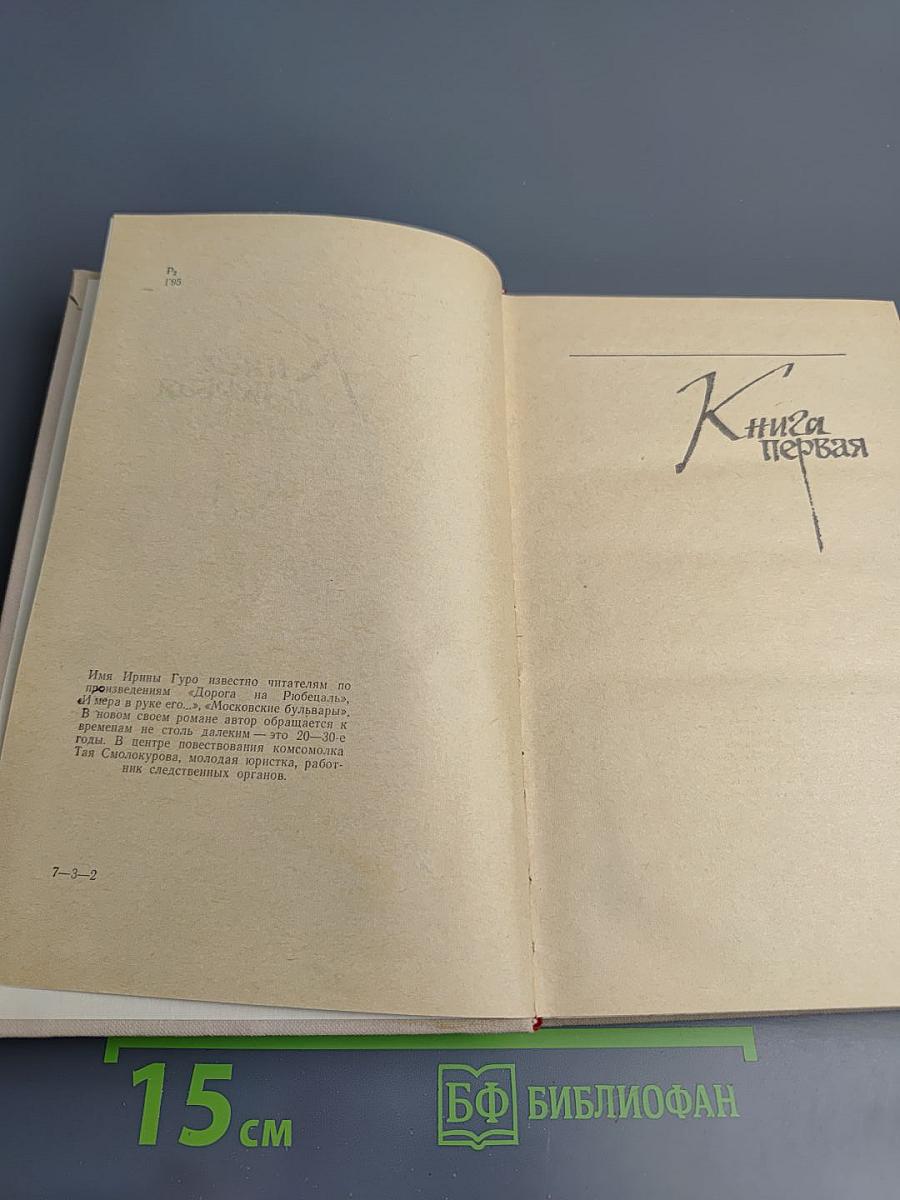 Р2
Г95
Имя Ирины Гуро известно читателям по
произведениям «Дорога на Рюбецаль»,
«И мера в руке его...», «Московские бульвары».
В новом своем романе автор обращается к
временам не столь далеким — это 20—30-е
годы. В центре повествования комсомолка
Тая Смолокурова, молодая юристка, работ-
ник следственных органов.
7—3—2
Книга
первая
15 см
БФ БИБЛИОФАН